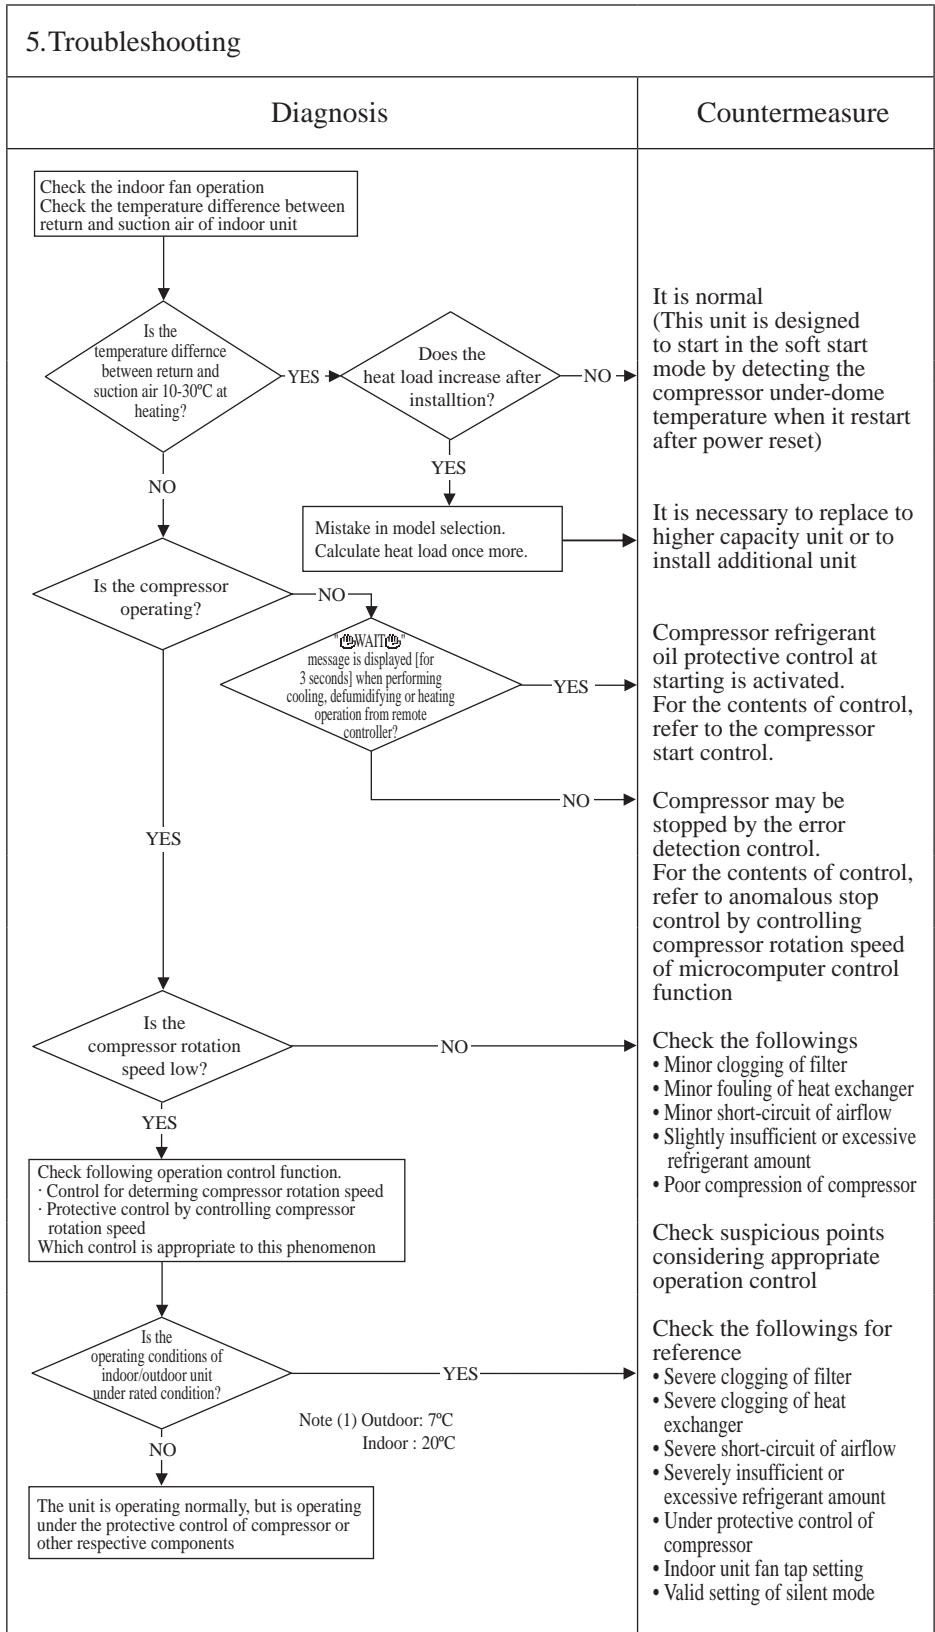 5.Troubleshooting
Diagnosis
Countermeasure
Check the indoor fan operation
Check the temperature difference between
return and suction air of indoor unit
Is the
temperature differnce
between return and
suction air 10-30ºC at
heating?
YES
Does the
heat load increase after
installtion?
NO
It is normal
(This unit is designed
to start in the soft start
mode by detecting the
compressor under-dome
temperature when it restart
after power reset)
YES
NO
Mistake in model selection.
Calculate heat load once more.
It is necessary to replace to
higher capacity unit or to
install additional unit
Is the compressor
operating?
NO
"WAIT"
message is displayed [for
3 seconds] when performing
cooling, defumidifying or heating
operation from remote
controller?
YES
Compressor refrigerant
oil protective control at
starting is activated.
For the contents of control,
refer to the compressor
start control.
NO
Compressor may be
stopped by the error
detection control.
For the contents of control,
refer to anomalous stop
control by controlling
compressor rotation speed
of microcomputer control
function
YES
Is the
compressor rotation
speed low?
NO
Check the followings
• Minor clogging of filter
• Minor fouling of heat exchanger
• Minor short-circuit of airflow
• Slightly insufficient or excessive
refrigerant amount
• Poor compression of compressor
YES
Check following operation control function.
· Control for determing compressor rotation speed
· Protective control by controlling compressor
rotation speed
Which control is appropriate to this phenomenon
Check suspicious points
considering appropriate
operation control
Is the
operating conditions of
indoor/outdoor unit
under rated condition?
YES
Note (1) Outdoor: 7ºC
Indoor : 20ºC
Check the followings for
reference
• Severe clogging of filter
• Severe clogging of heat
exchanger
• Severe short-circuit of airflow
• Severely insufficient or
excessive refrigerant amount
• Under protective control of
compressor
• Indoor unit fan tap setting
• Valid setting of silent mode
NO
The unit is operating normally, but is operating
under the protective control of compressor or
other respective components